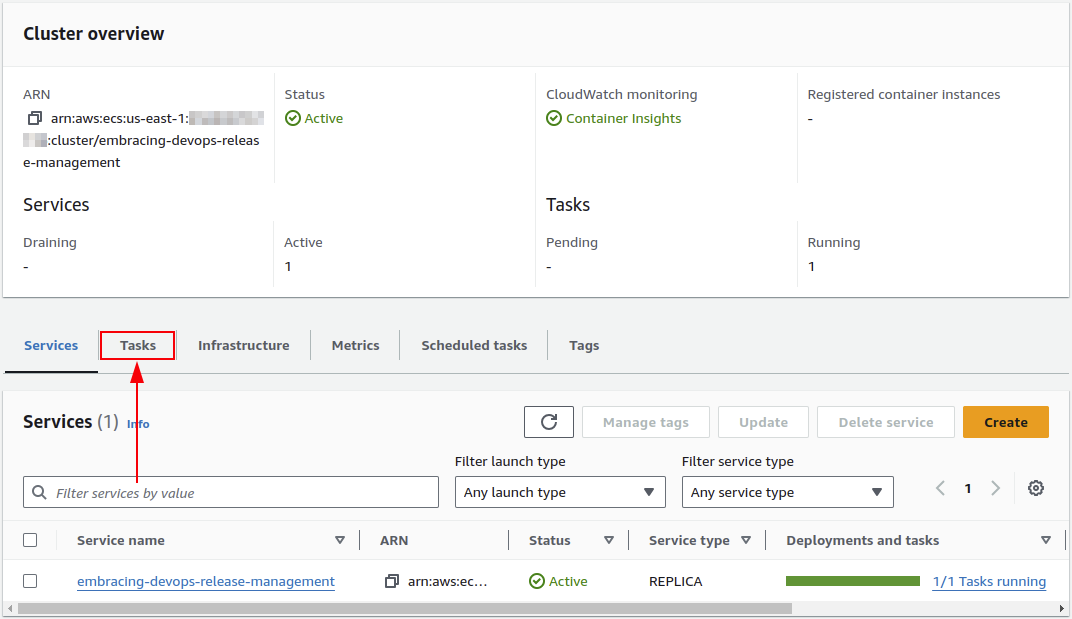 Cluster overview
ARN
arn:aws:ecs:us-east-1:
:cluster/embracing-devops-releas
e-management
Status
Active
CloudWatch monitoring
Container Insights
Registered container instances
-
Services
Tasks
Draining
-
Active
1
Pending
-
Running
1
Services Tasks Infrastructure Metrics Scheduled tasks Tags
Services (1) Info
Manage tags Update Delete service Create
Filter launch type Filter service type
Filter services by value Any launch type Any service type 1
Service name ARN Status Service type Deployments and tasks
embracing-devops-release-management arn:aws:ec... Active REPLICA 1/1 Tasks running